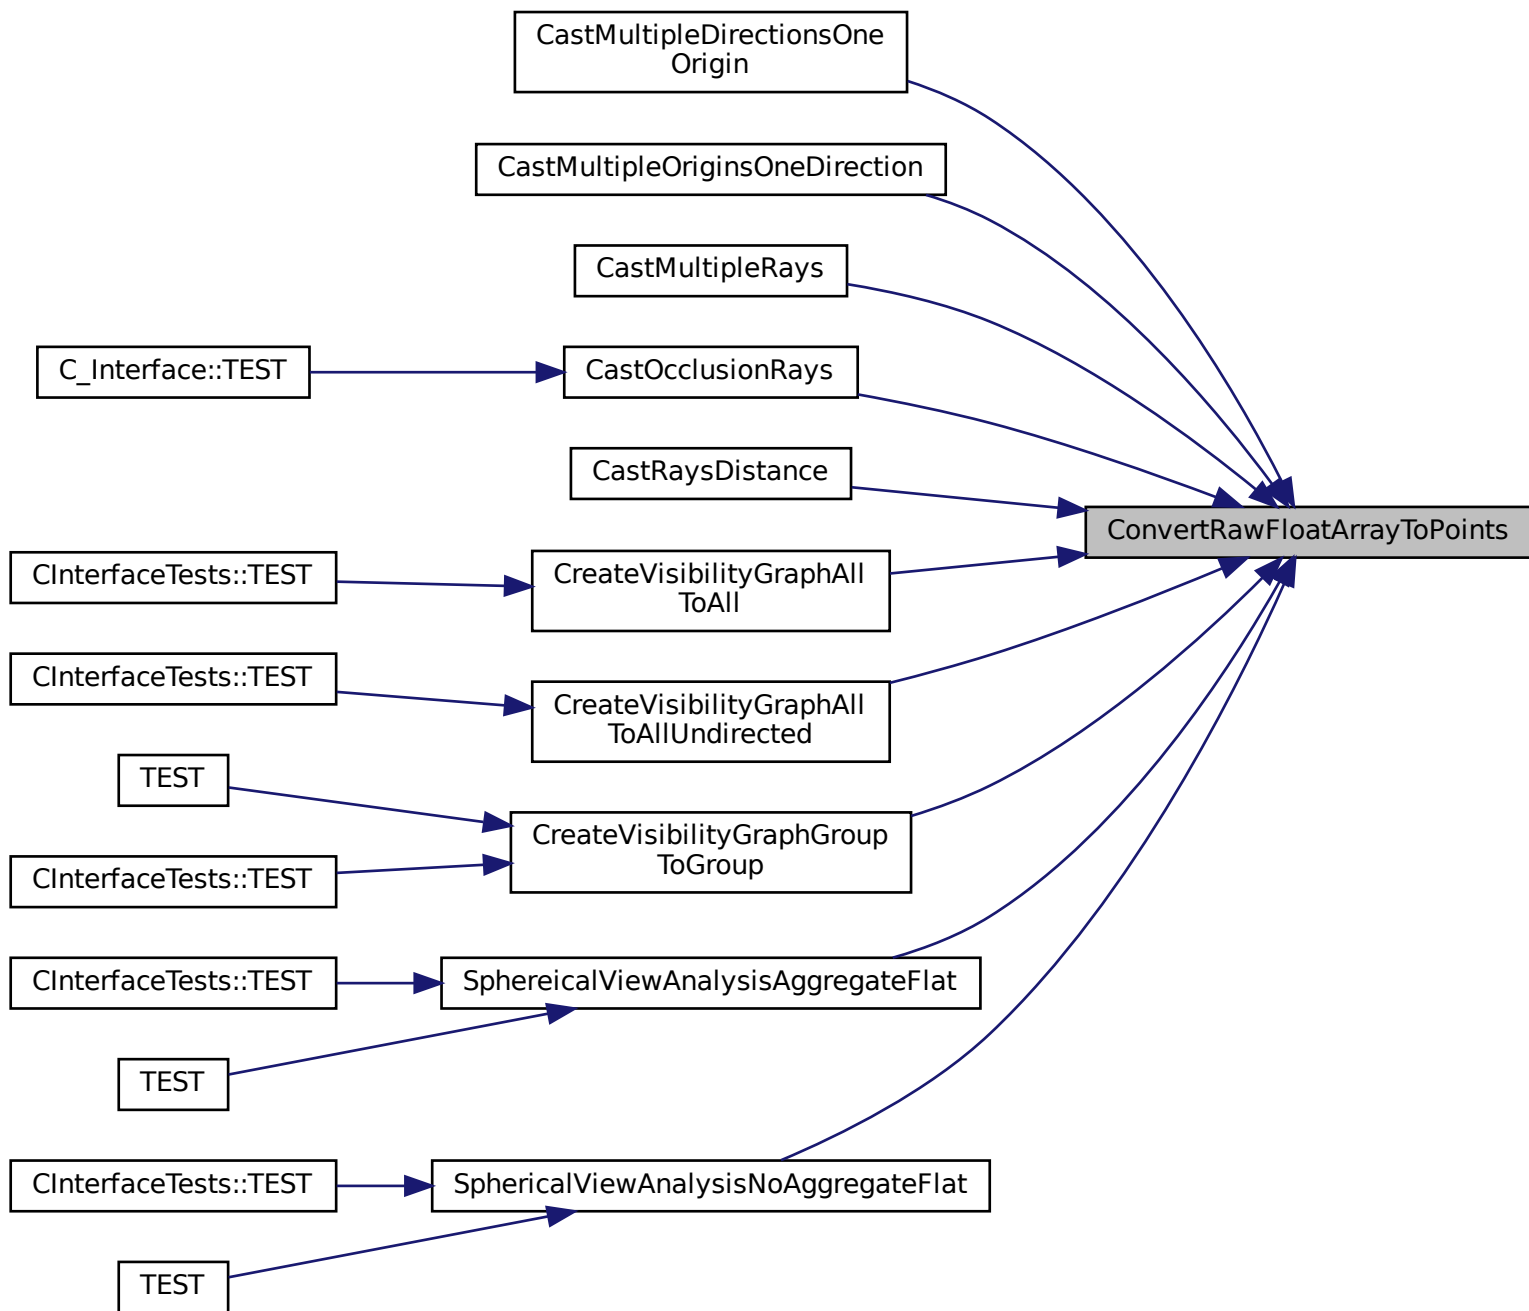 CastMultipleDirectionsOne
Origin
CastMultipleOriginsOneDirection
CastMultipleRays
C_Interface::TEST
CastOcclusionRays
CastRaysDistance
ConvertRawFloatArrayToPoints
CInterfaceTests::TEST
CreateVisibilityGraphAll
ToAll
CInterfaceTests::TEST
CreateVisibilityGraphAll
ToAllUndirected
TEST
CreateVisibilityGraphGroup
ToGroup
CInterfaceTests::TEST
CInterfaceTests::TEST
SphereicalViewAnalysisAggregateFlat
TEST
CInterfaceTests::TEST
SphericalViewAnalysisNoAggregateFlat
TEST